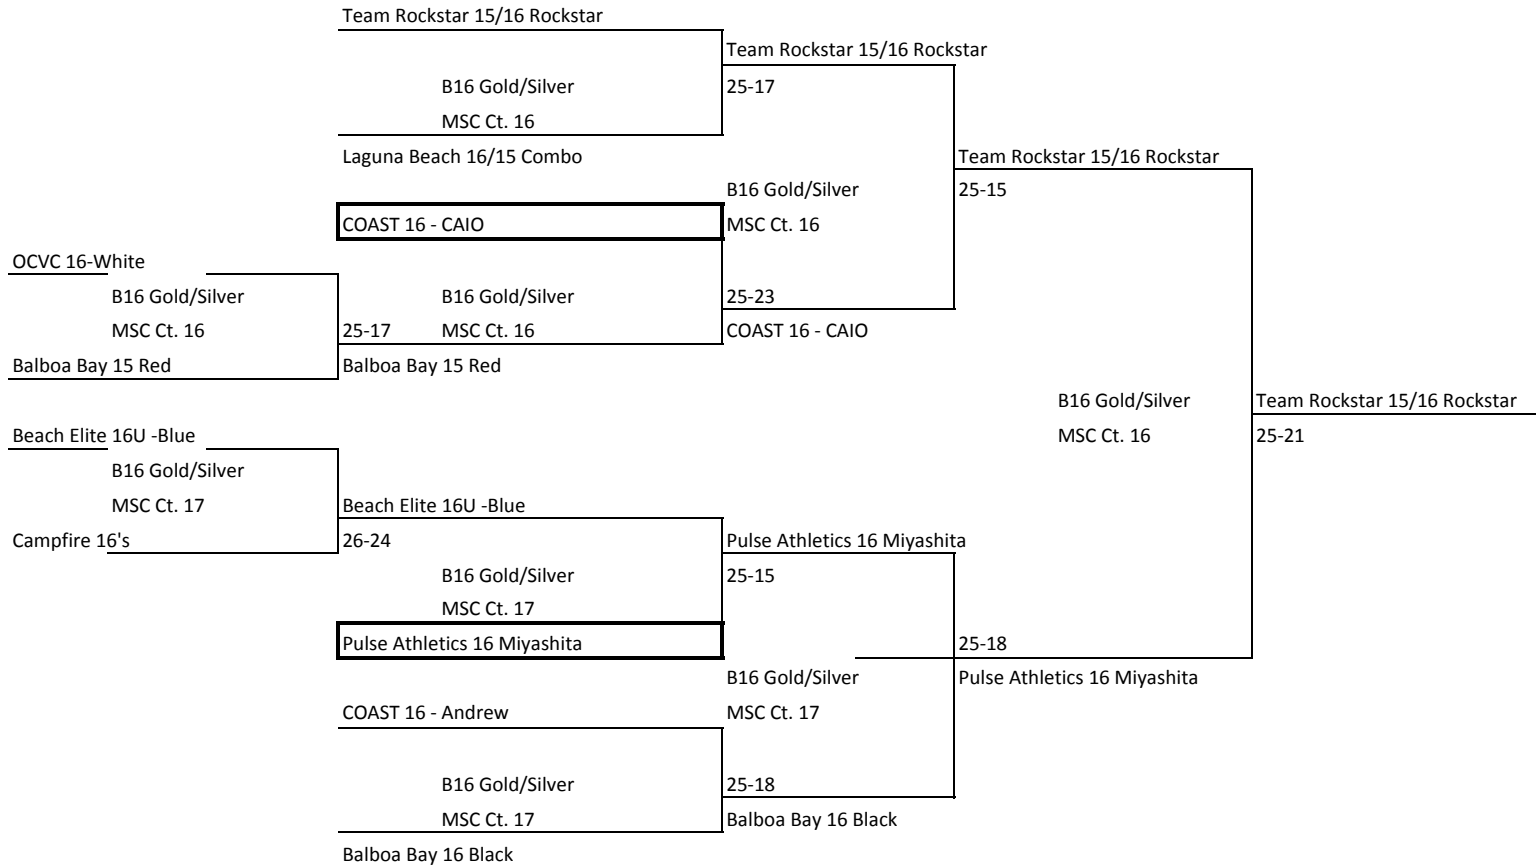 Team Rockstar 15/16 Rockstar
Team Rockstar 15/16 Rockstar
B16 Gold/Silver
25-17
MSC Ct. 16
Laguna Beach 16/15 Combo
Team Rockstar 15/16 Rockstar
B16 Gold/Silver
25-15
COAST 16 - CAIO
MSC Ct. 16
OCVC 16-White
B16 Gold/Silver
B16 Gold/Silver
25-23
MSC Ct. 16
25-17
MSC Ct. 16
COAST 16 - CAIO
Balboa Bay 15 Red
Balboa Bay 15 Red
B16 Gold/Silver
Team Rockstar 15/16 Rockstar
Beach Elite 16U -Blue
MSC Ct. 16
25-21
B16 Gold/Silver
MSC Ct. 17
Beach Elite 16U -Blue
Campfire 16's
26-24
Pulse Athletics 16 Miyashita
B16 Gold/Silver
25-15
MSC Ct. 17
Pulse Athletics 16 Miyashita
25-18
B16 Gold/Silver
Pulse Athletics 16 Miyashita
COAST 16 - Andrew
MSC Ct. 17
B16 Gold/Silver
25-18
MSC Ct. 17
Balboa Bay 16 Black
Balboa Bay 16 Black